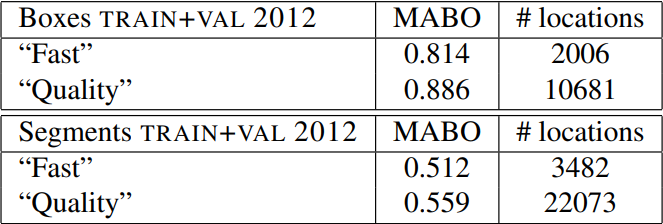 Boxes TRAIN+VAL 2012 MABO # locations
“Fast” 0.814 2006
“Quality” 0.886 10681
Segments TRAIN+VAL 2012 MABO # locations
“Fast” 0.512 3482
“Quality” 0.559 22073